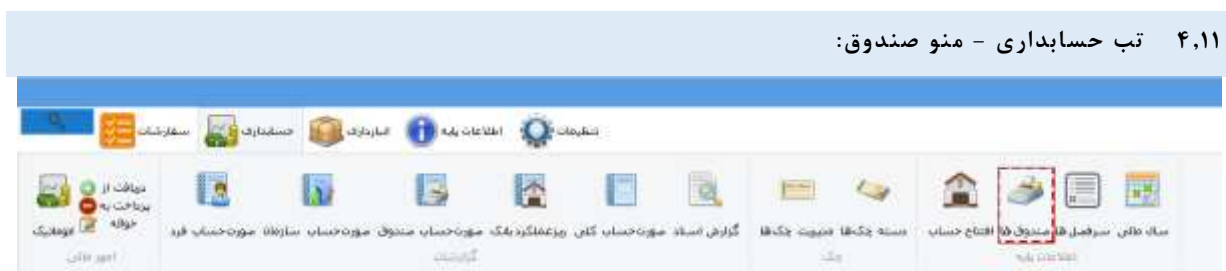 ۴,۱۱ تب حسابداری - منو صندوق:
تنظیمات اطلاعات پایه انبارداری حسابداری سفارشات
دریافت از
پرداخت به
حواله
سال مالی سرفصل ها صندوق ها افتتاح حساب دسته چک‌ها مدیریت چک‌ها گزارش اسناد صورت‌حساب کلی ریزعملکرد بانک صورت‌حساب صندوق صورت‌حساب سازمان صورت‌حساب فرد اتوماتیک
اطلاعات پایه چک گزارشات امور مالی